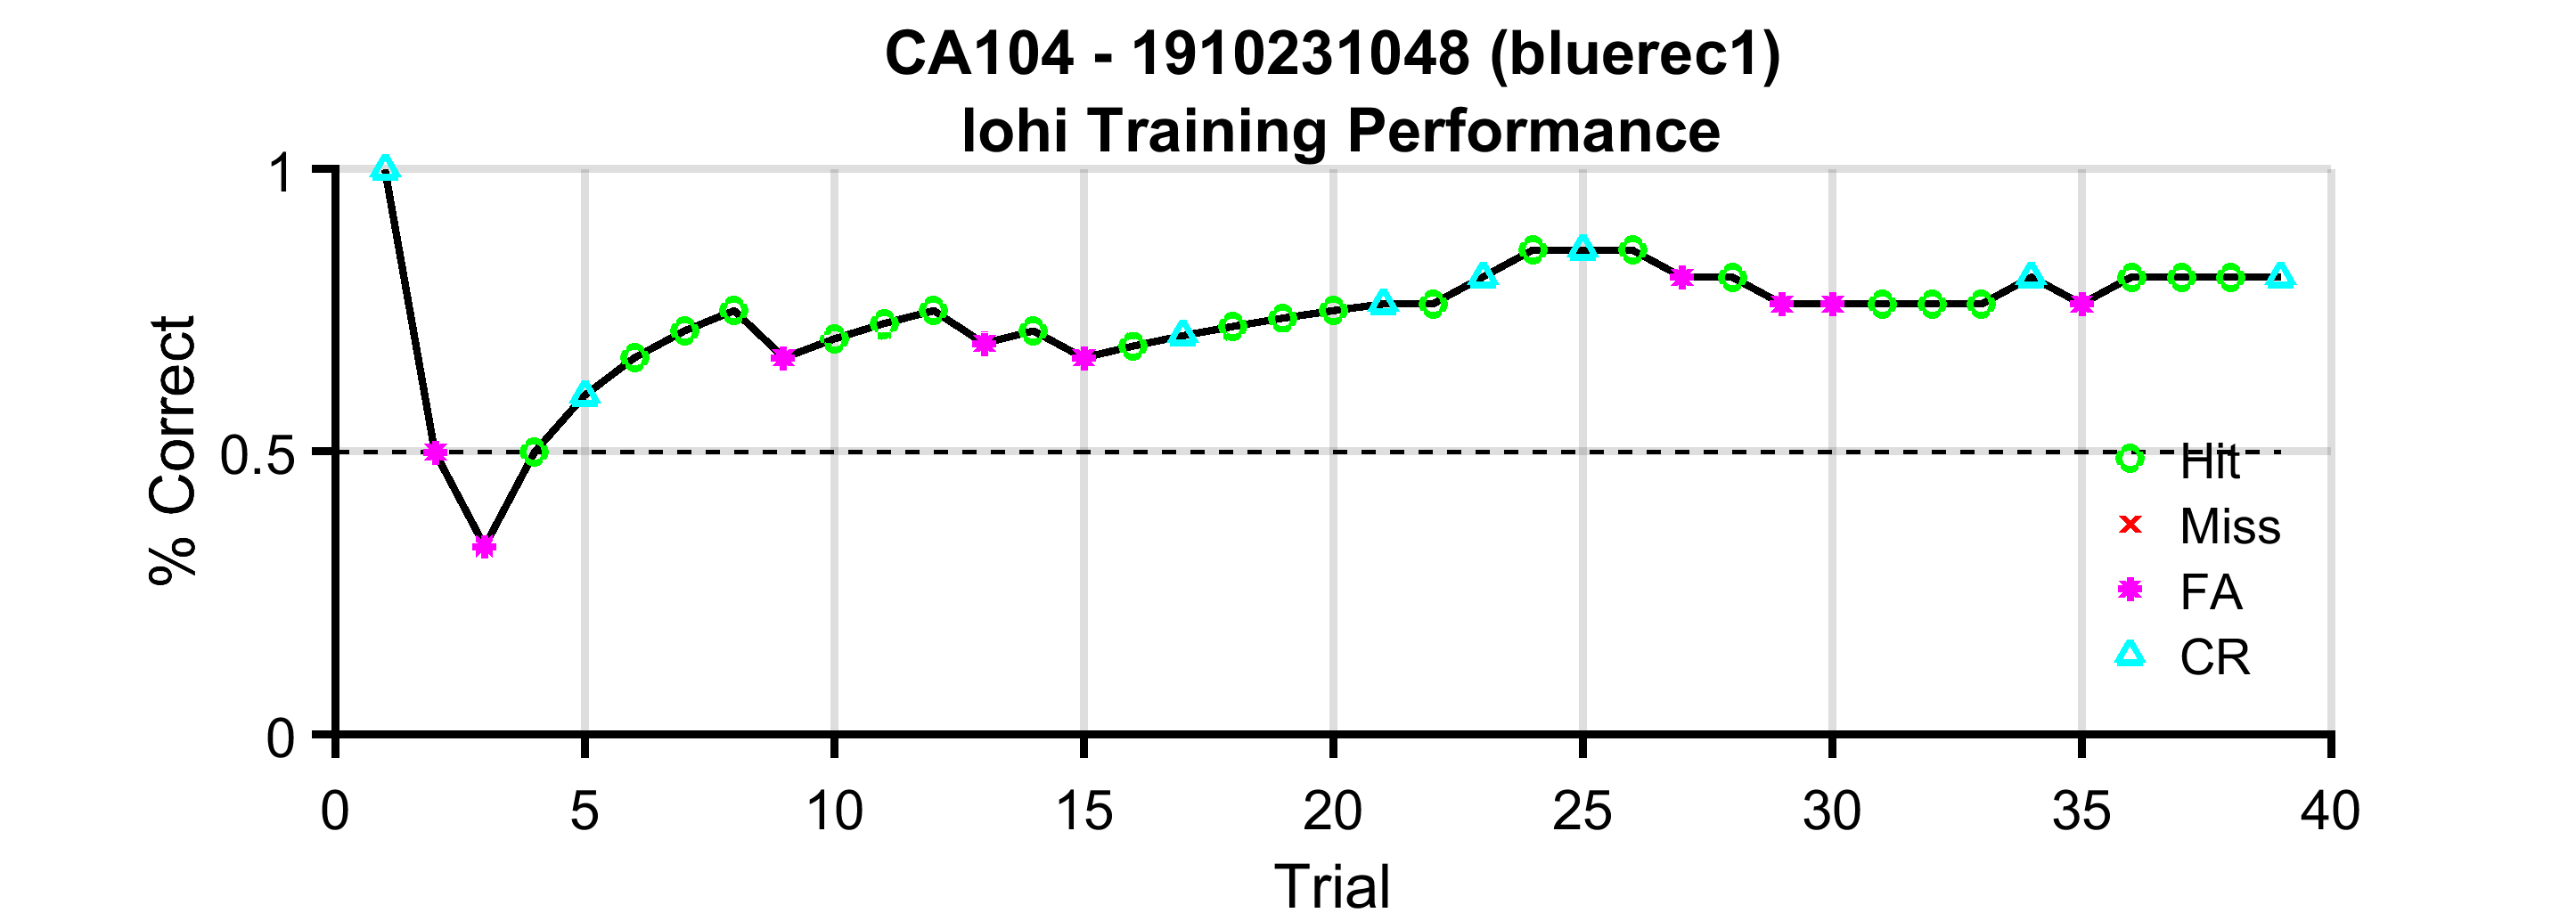 CA104 - 1910231048 (bluerec1)
lohi Training Performance
1
0.5
0
% Correct
Hit
Miss
FA
CR
0 5 10 15 20 25 30 35 40
Trial